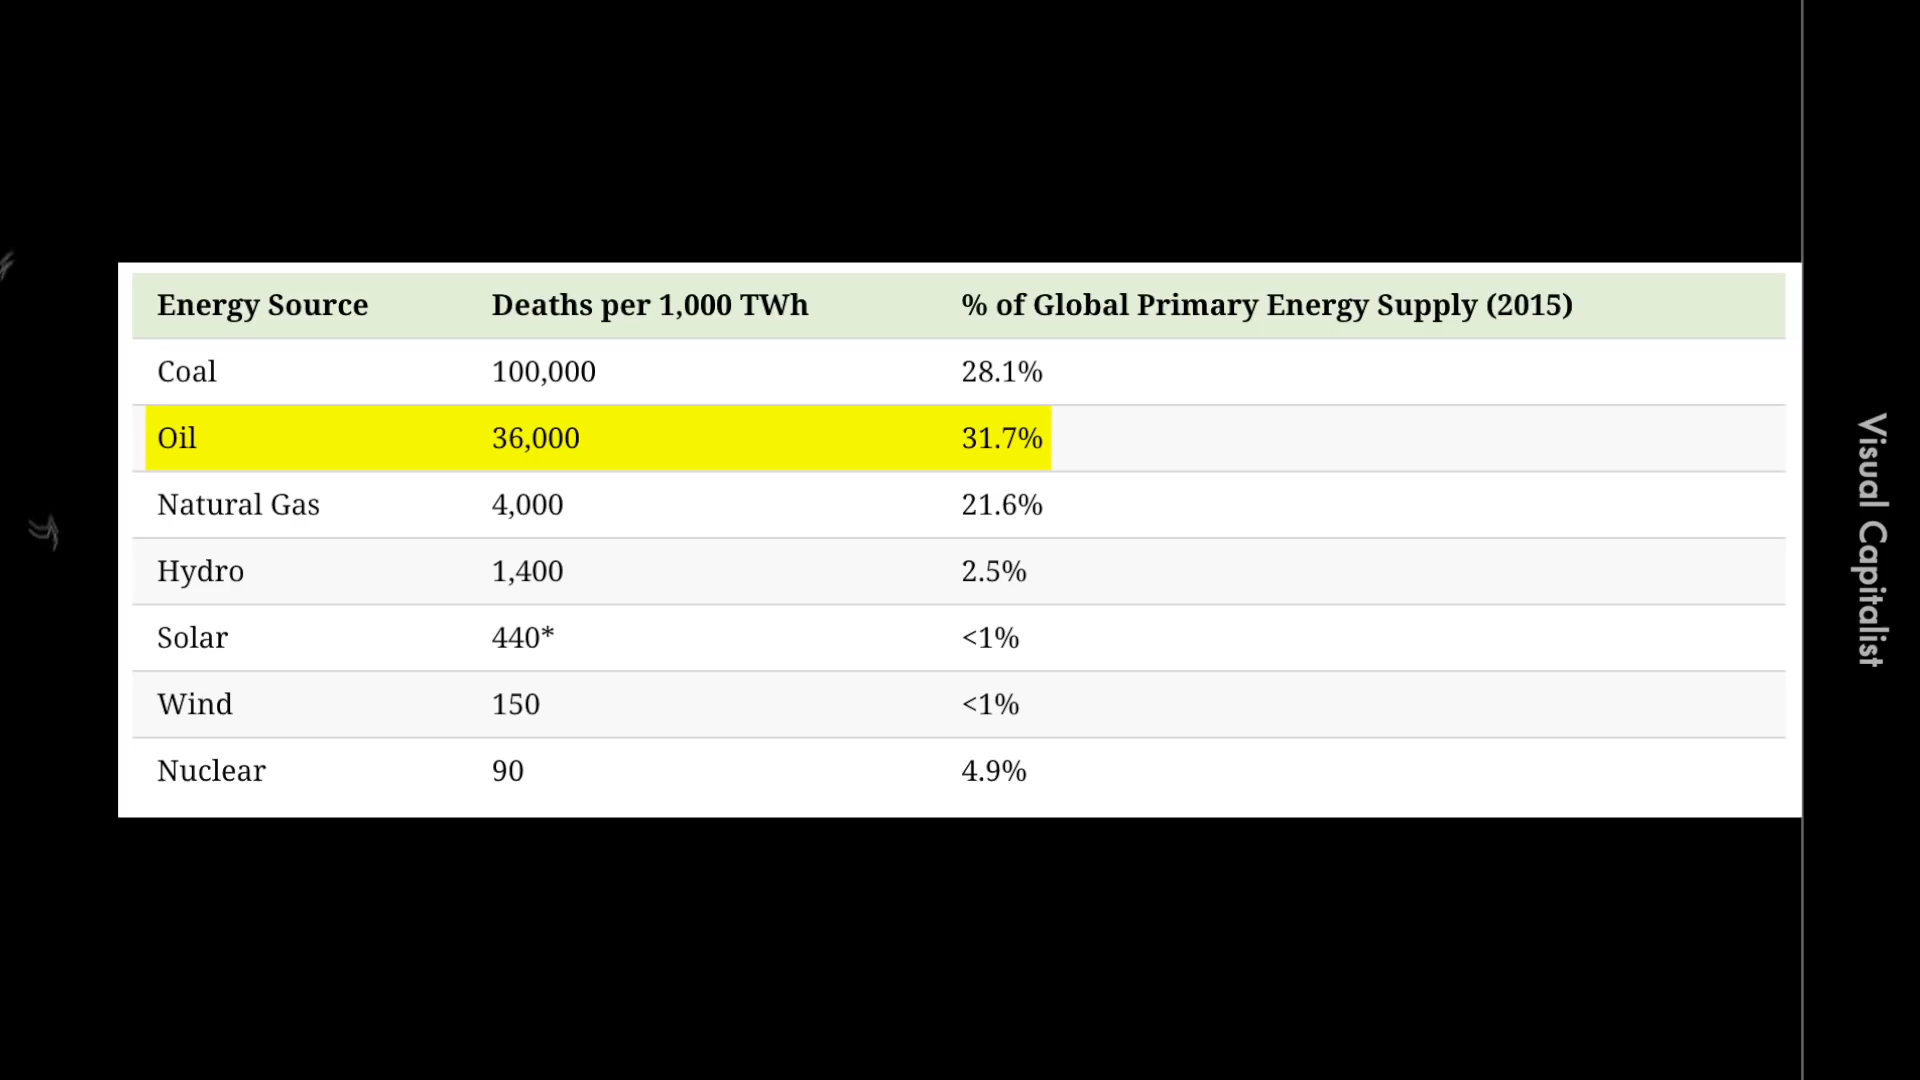 Energy Source Deaths per 1,000 TWh % of Global Primary Energy Supply (2015)
Coal 100,000 28.1%
Oil 36,000 31.7%
Natural Gas 4,000 21.6%
Hydro 1,400 2.5%
Solar 440* <1%
Wind 150 <1%
Nuclear 90 4.9%
Visual Capitalist